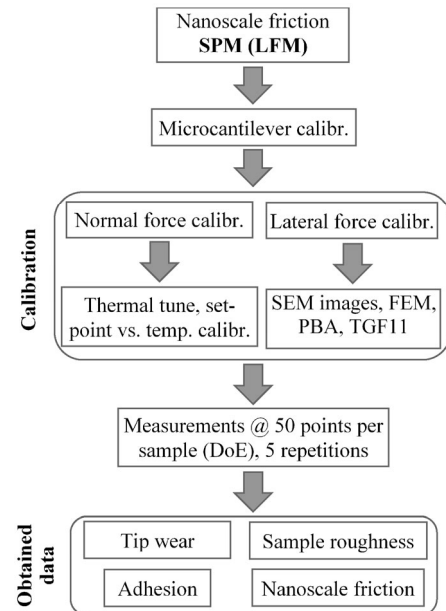 Nanoscale friction
SPM (LFM)
Microcantilever calibr.
Calibration
Normal force calibr.
Lateral force calibr.
Thermal tune, set-
point vs. temp. calibr.
SEM images, FEM,
PBA, TGF11
Measurements @ 50 points per
sample (DoE), 5 repetitions
Obtained
data
Tip wear
Sample roughness
Adhesion
Nanoscale friction